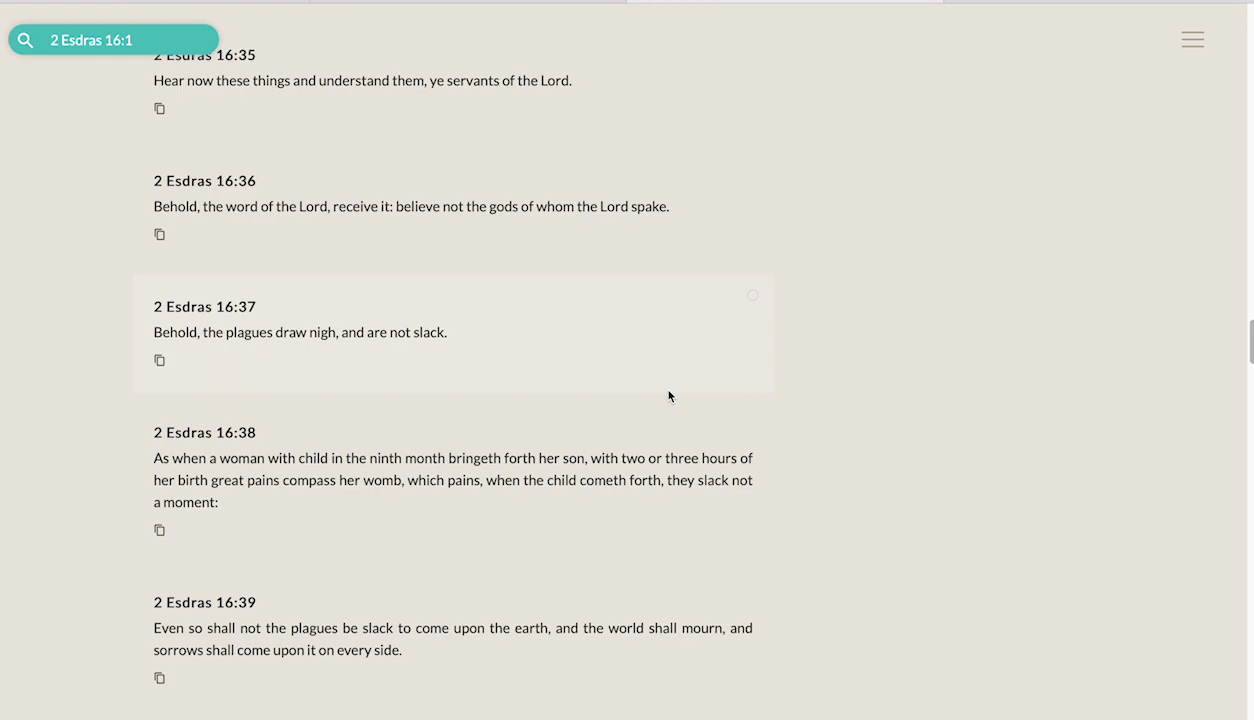 2 Esdras 16:1
2 Esdras 16:35
Hear now these things and understand them, ye servants of the Lord.
2 Esdras 16:36
Behold, the word of the Lord, receive it: believe not the gods of whom the Lord spake.
2 Esdras 16:37
Behold, the plagues draw nigh, and are not slack.
2 Esdras 16:38
As when a woman with child in the ninth month bringeth forth her son, with two or three hours of
her birth great pains compass her womb, which pains, when the child cometh forth, they slack not
a moment:
2 Esdras 16:39
Even so shall not the plagues be slack to come upon the earth, and the world shall mourn, and
sorrows shall come upon it on every side.